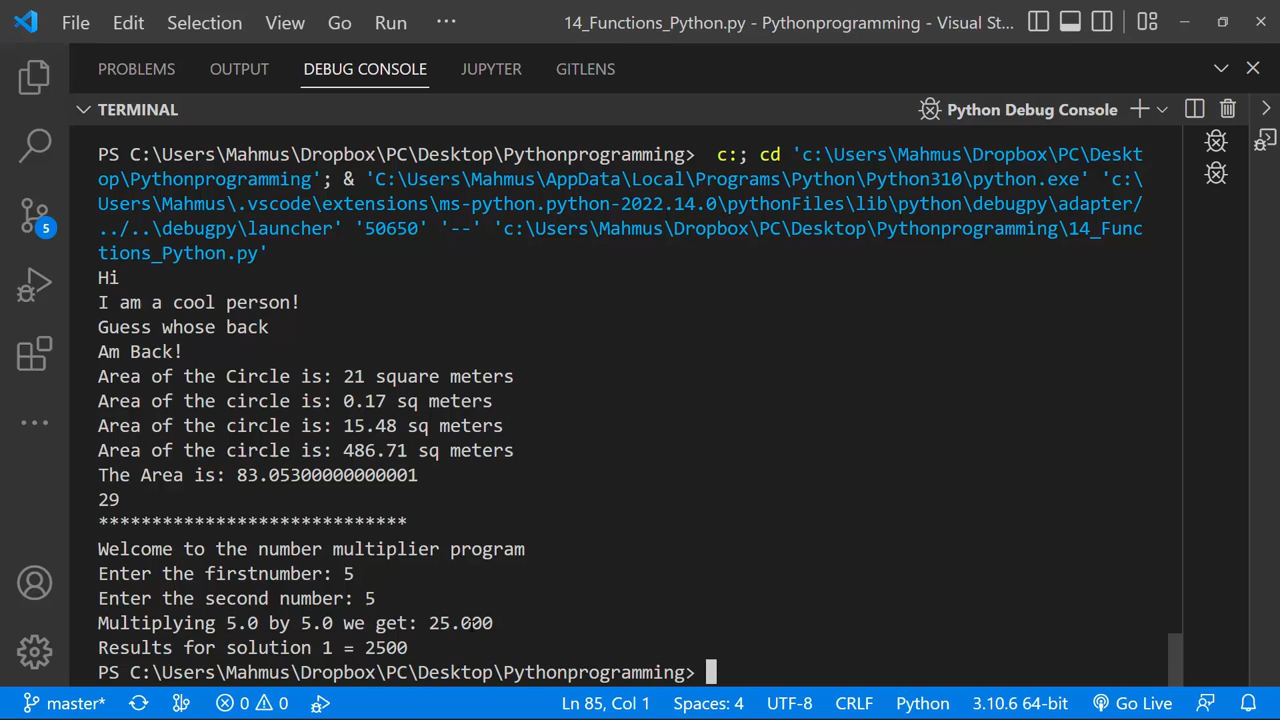 File Edit Selection View Go Run ··· 14_Functions_Python.py - Pythonprogramming - Visual St...
PROBLEMS OUTPUT DEBUG CONSOLE JUPYTER GITLENS
TERMINAL Python Debug Console
PS C:\Users\Mahmus\Dropbox\PC\Desktop\Pythonprogramming>  c:; cd 'c:\Users\Mahmus\Dropbox\PC\Deskt
op\Pythonprogramming'; & 'C:\Users\Mahmus\AppData\Local\Programs\Python\Python310\python.exe' 'c:\
Users\Mahmus\.vscode\extensions\ms-python.python-2022.14.0\pythonFiles\lib\python\debugpy\adapter/
../..\debugpy\launcher' '50650' '--' 'c:\Users\Mahmus\Dropbox\PC\Desktop\Pythonprogramming\14_Func
tions_Python.py'
Hi
I am a cool person!
Guess whose back
Am Back!
Area of the Circle is: 21 square meters
Area of the circle is: 0.17 sq meters
Area of the circle is: 15.48 sq meters
Area of the circle is: 486.71 sq meters
The Area is: 83.05300000000001
29
*****************************
Welcome to the number multiplier program
Enter the firstnumber: 5
Enter the second number: 5
Multiplying 5.0 by 5.0 we get: 25.000
Results for solution 1 = 2500
PS C:\Users\Mahmus\Dropbox\PC\Desktop\Pythonprogramming>
5
master* 0 0 Ln 85, Col 1 Spaces: 4 UTF-8 CRLF Python 3.10.6 64-bit Go Live